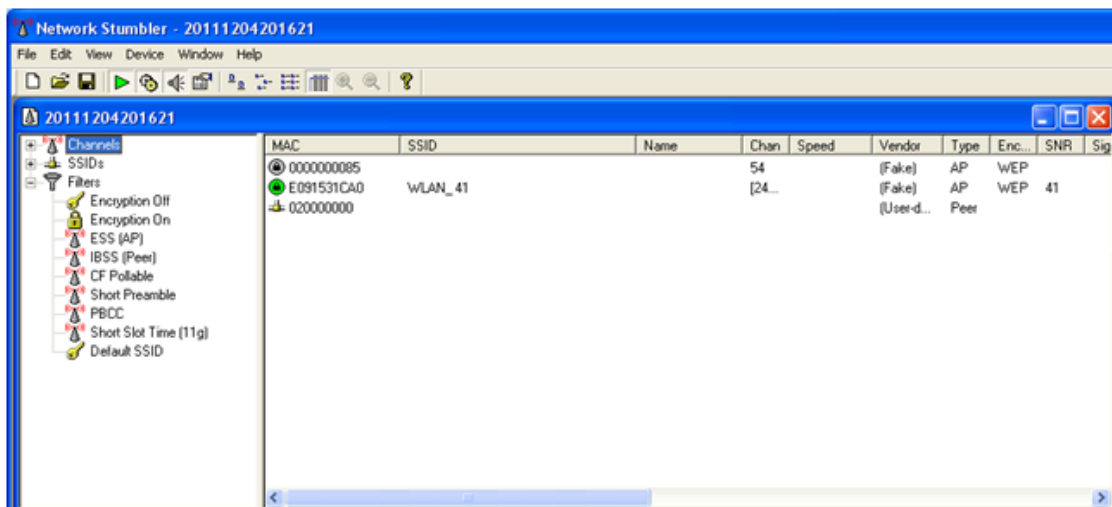 Network Stumbler - 20111204201621
File Edit View Device Window Help
20111204201621
Channels
SSIDs
Filters
Encryption Off
Encryption On
ESS (AP)
IBSS (Peer)
CF Pollable
Short Preamble
PBCC
Short Slot Time (11g)
Default SSID
MAC SSID Name Chan Speed Vendor Type Enc... SNR Sig
0000000085 54 (Fake) AP WEP
E091531CA0 WLAN_41 [24... (Fake) AP WEP 41
020000000 (User-d... Peer